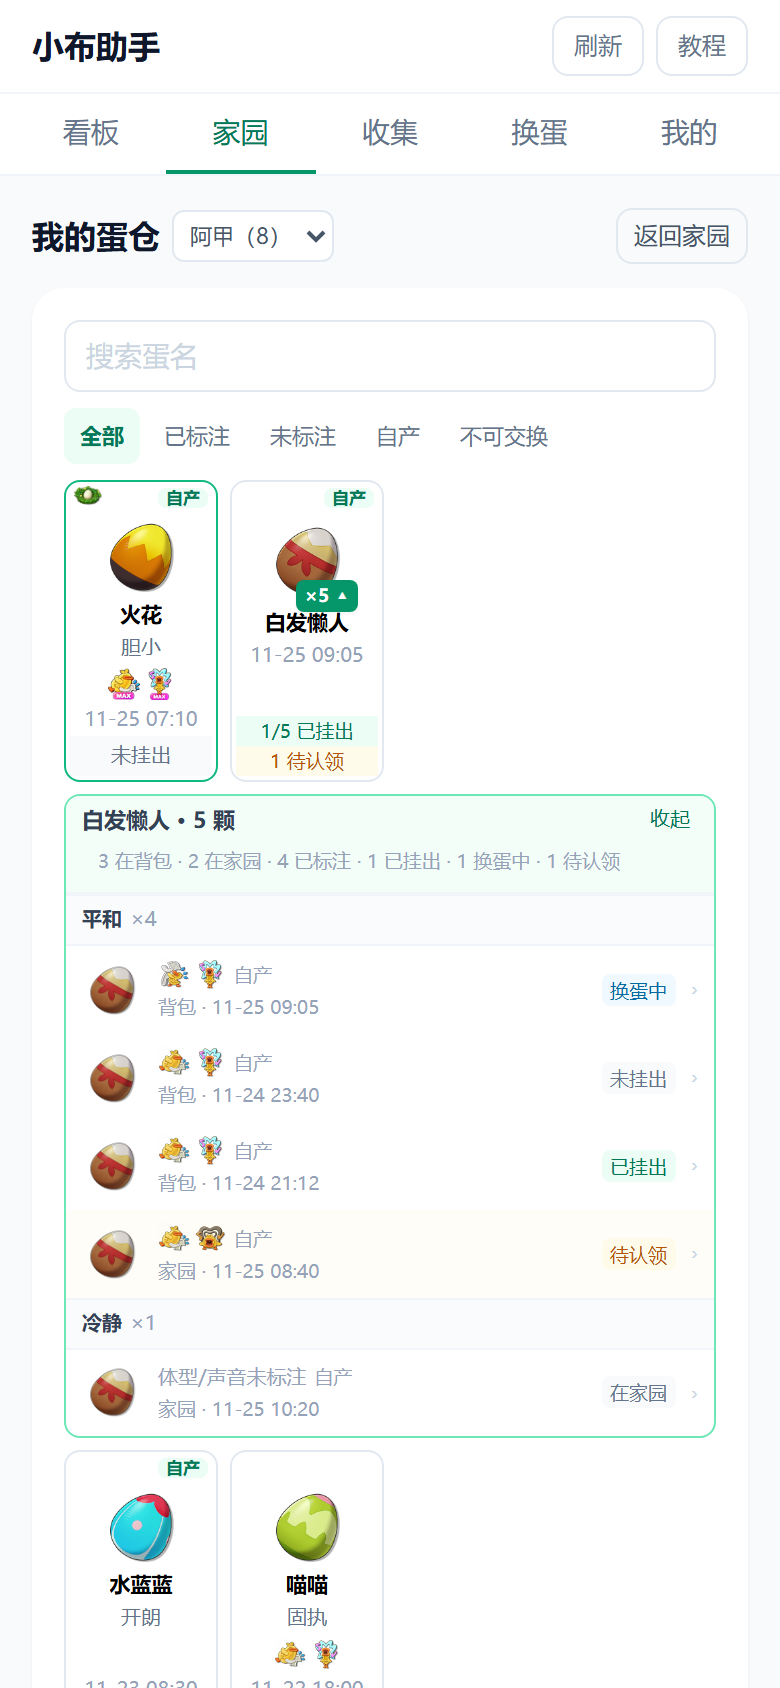 小布助手
刷新
教程
看板
家园
收集
换蛋
我的
我的蛋仓
阿甲（8）
返回家园
搜索蛋名
全部
已标注
未标注
自产
不可交换
自产
火花
胆小
MAX MAX
11-25 07:10
未挂出
自产
×5 ▲
白发懒人
11-25 09:05
1/5 已挂出
1 待认领
白发懒人 • 5 颗
收起
3 在背包 · 2 在家园 · 4 已标注 · 1 已挂出 · 1 换蛋中 · 1 待认领
平和 ×4
自产
背包 · 11-25 09:05
换蛋中 ›
自产
背包 · 11-24 23:40
未挂出 ›
自产
背包 · 11-24 21:12
已挂出 ›
自产
家园 · 11-25 08:40
待认领 ›
冷静 ×1
体型/声音未标注 自产
家园 · 11-25 10:20
在家园 ›
自产
水蓝蓝
开朗
11-23 08:30
喵喵
固执
11-22 18:00